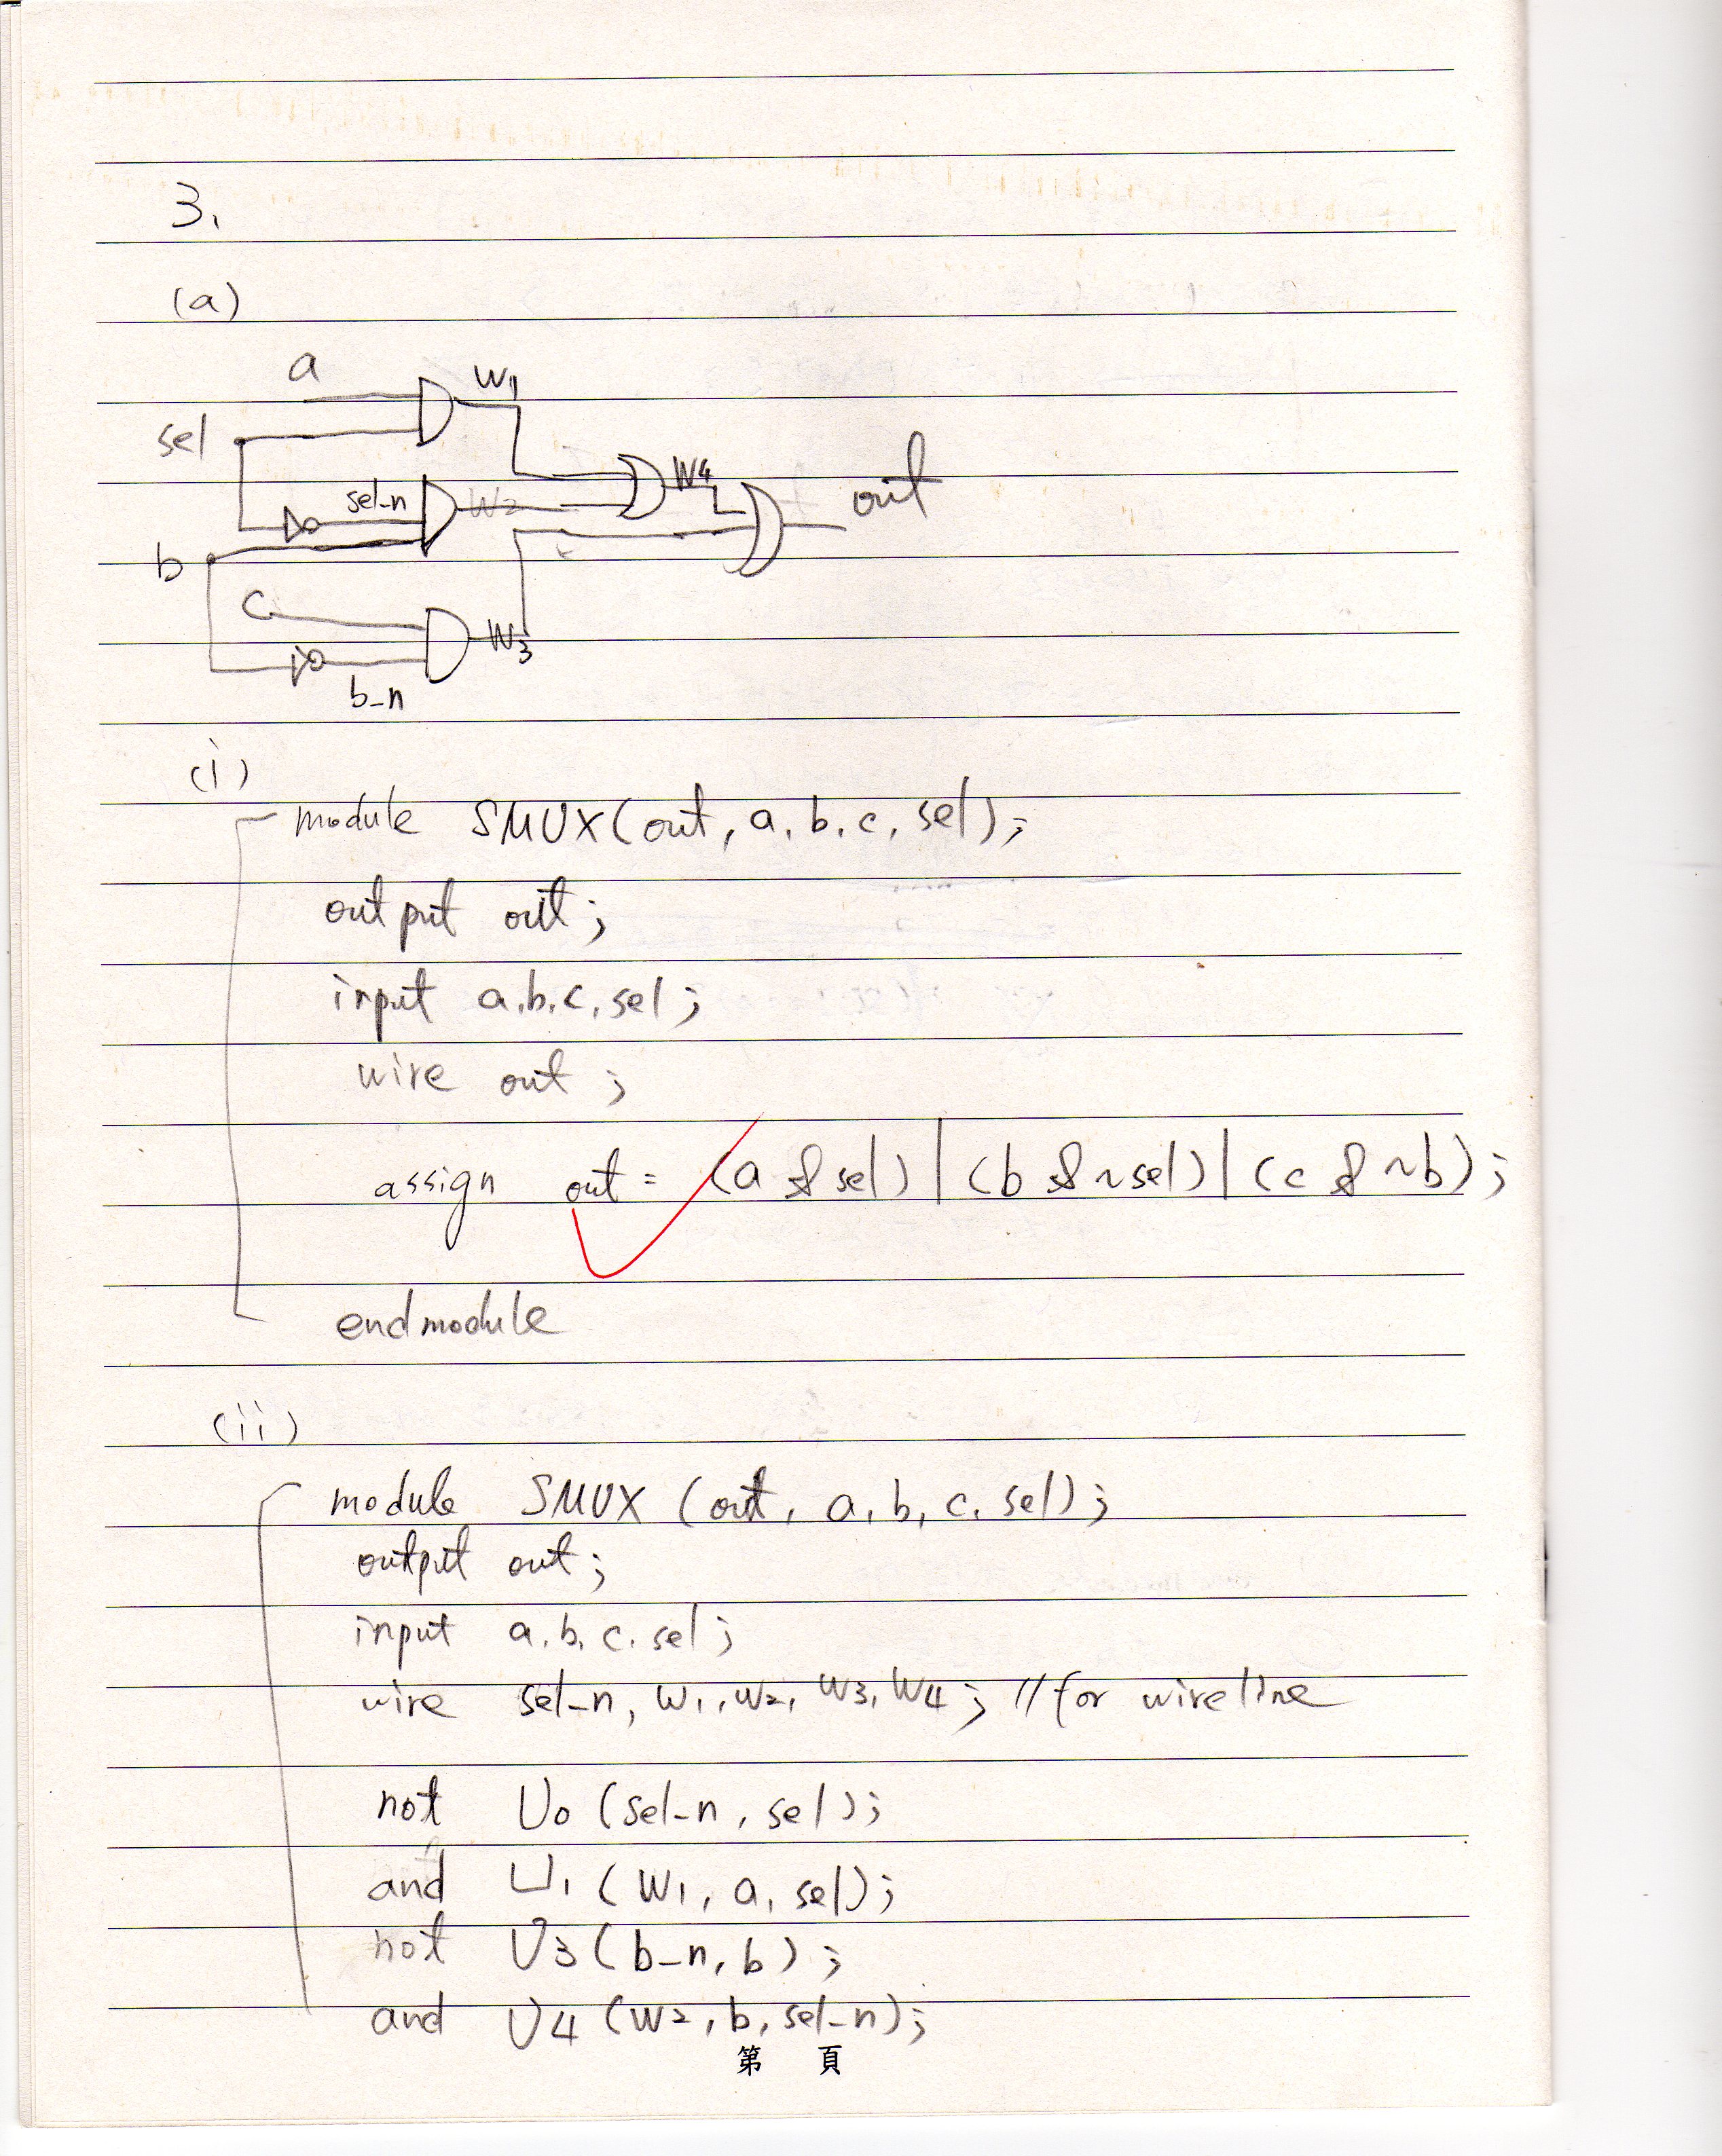 3.
(a)
a
W1
sel
sel_n
W2
W4
out
b
c
W3
b_n
(i)
module SMUX(out, a, b, c, sel);
output out;
input a, b, c, sel;
wire out;
assign out = (a & sel) | (b & ~sel) | (c & ~b);
endmodule
(ii)
module SMUX (out, a, b, c, sel);
output out;
input a, b, c, sel;
wire sel_n, W1, W2, W3, W4; // for wire line
not U0 (sel_n, sel);
and U1 (W1, a, sel);
not U3 (b_n, b);
and U4 (W2, b, sel_n);
第 頁